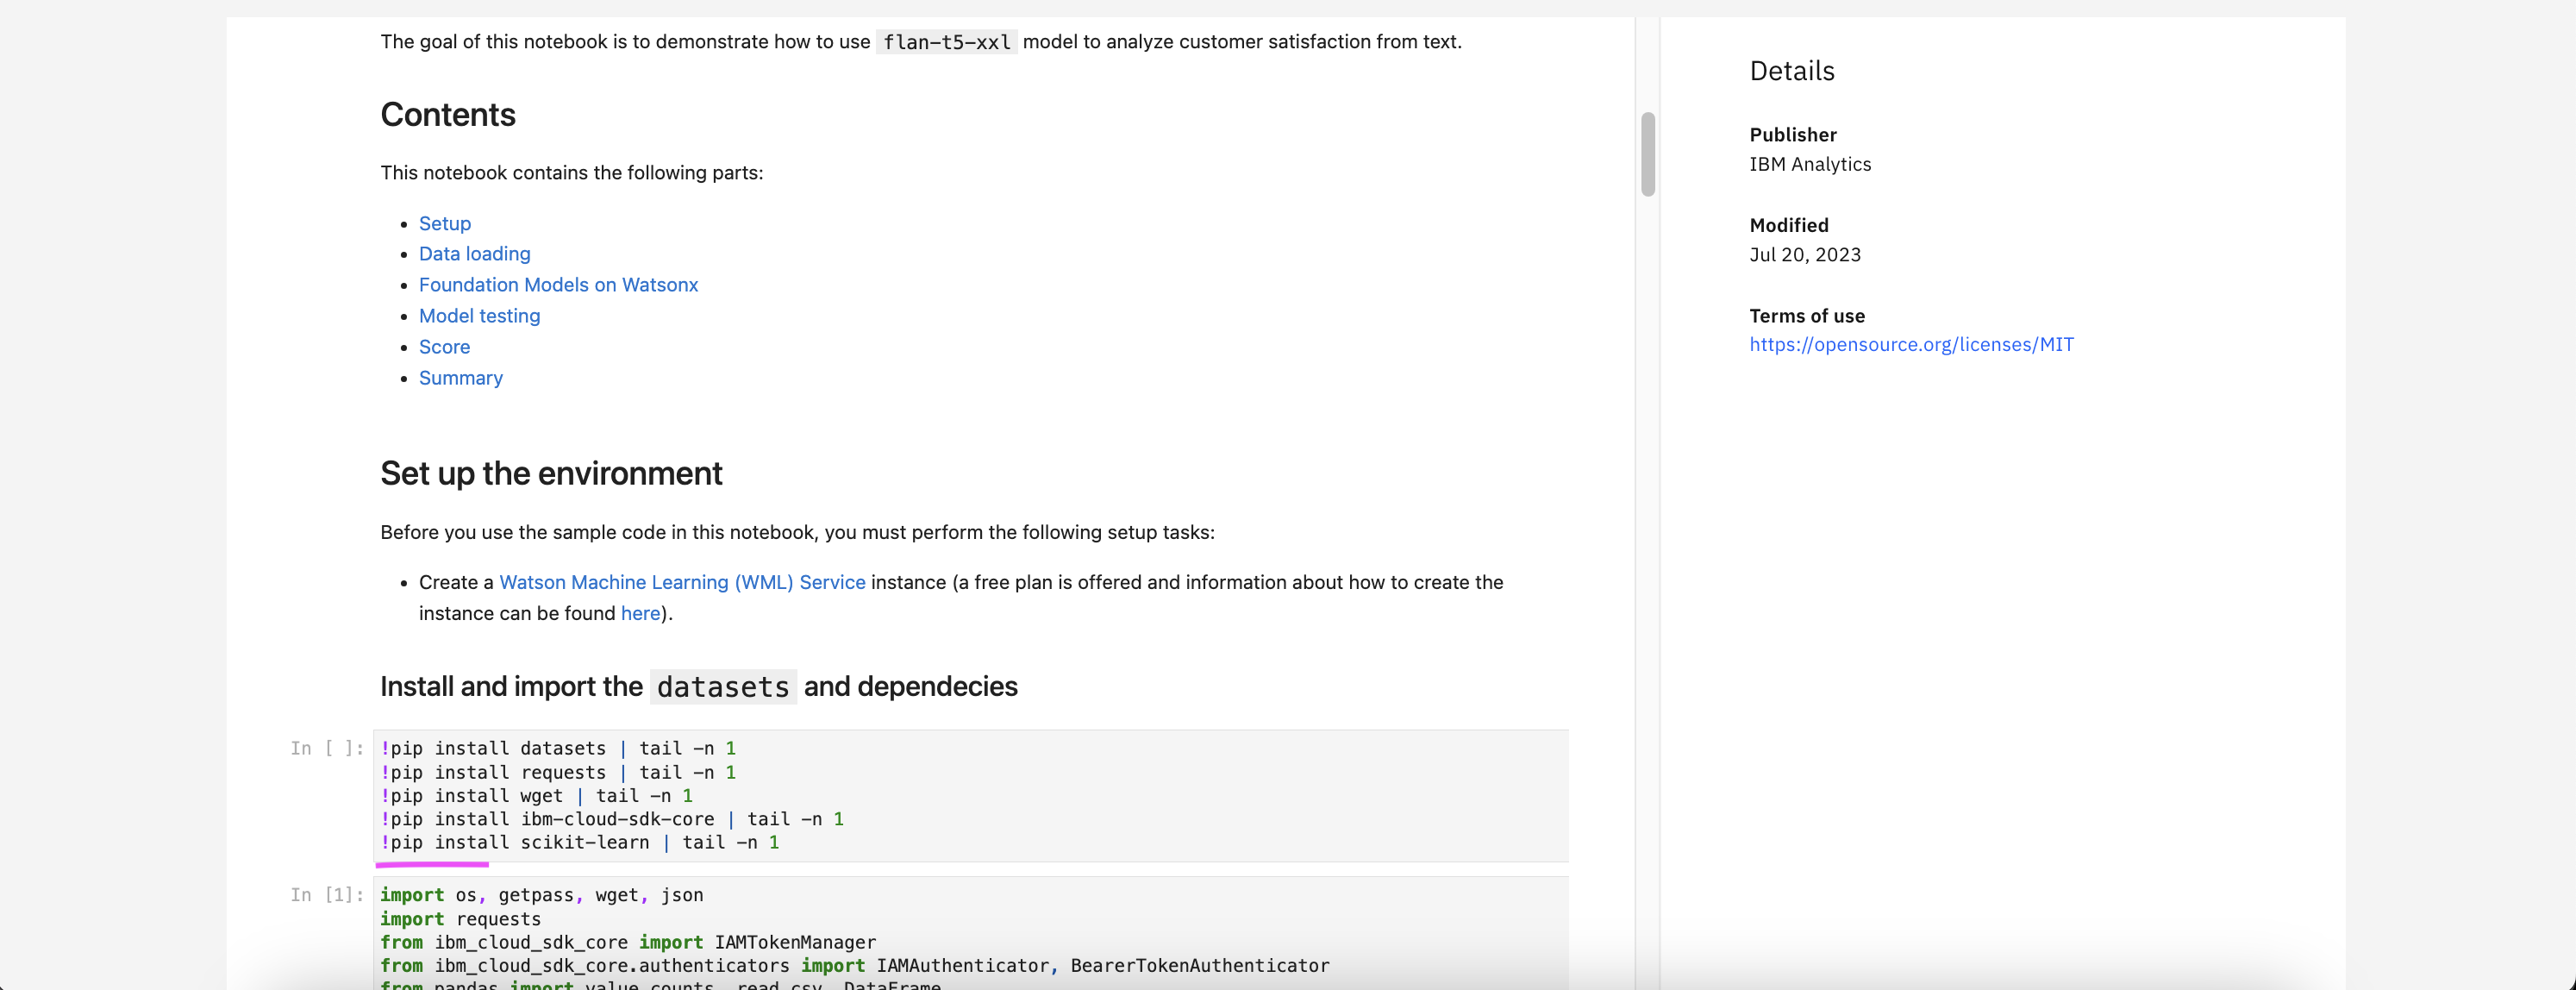 The goal of this notebook is to demonstrate how to use flan-t5-xxl model to analyze customer satisfaction from text.
Contents
This notebook contains the following parts:
• Setup
• Data loading
• Foundation Models on Watsonx
• Model testing
• Score
• Summary
Set up the environment
Before you use the sample code in this notebook, you must perform the following setup tasks:
• Create a Watson Machine Learning (WML) Service instance (a free plan is offered and information about how to create the
instance can be found here).
Install and import the datasets and dependecies
In [ ]:
!pip install datasets | tail -n 1
!pip install requests | tail -n 1
!pip install wget | tail -n 1
!pip install ibm-cloud-sdk-core | tail -n 1
!pip install scikit-learn | tail -n 1
In [1]:
import os, getpass, wget, json
import requests
from ibm_cloud_sdk_core import IAMTokenManager
from ibm_cloud_sdk_core.authenticators import IAMAuthenticator, BearerTokenAuthenticator
from pandas import value_counts, read_csv, DataFrame
Details
Publisher
IBM Analytics
Modified
Jul 20, 2023
Terms of use
https://opensource.org/licenses/MIT